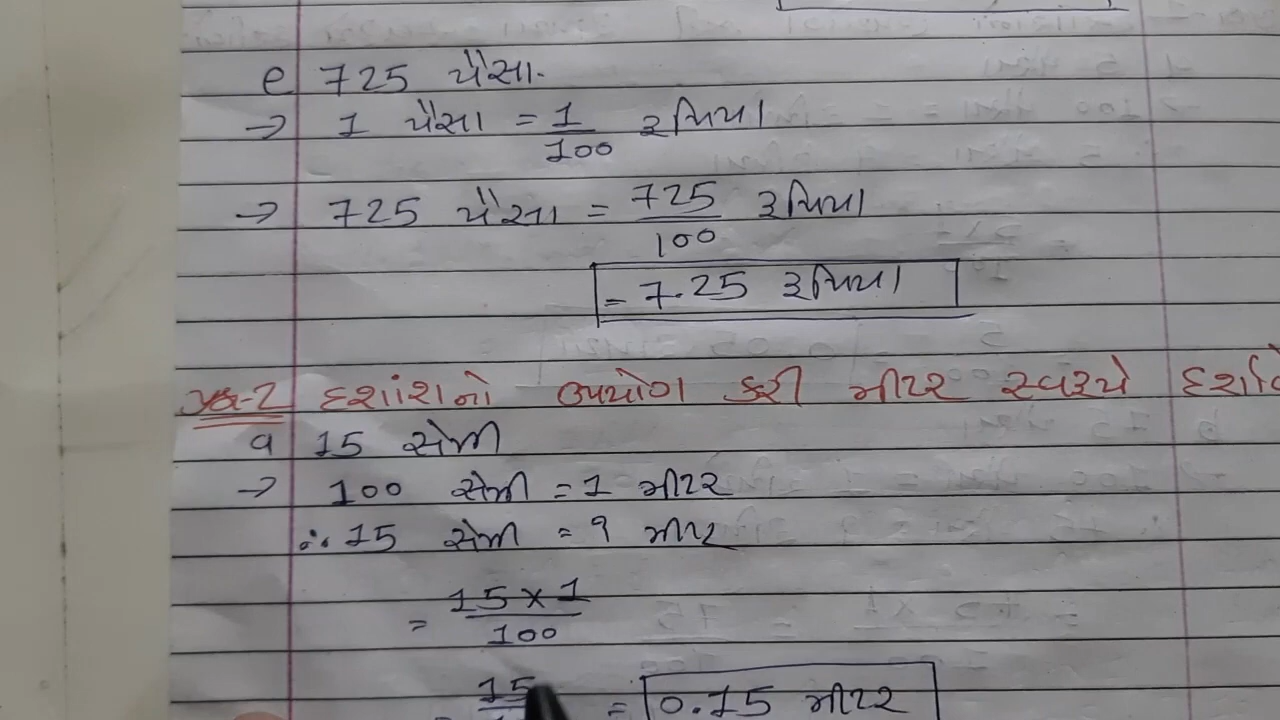 e 725 પૈસા.
→ 1 પૈસા = 1/100 રૂપિયા
→ 725 પૈસા = 725/100 રૂપિયા
= 7.25 રૂપિયા
પ્રશ્ન-2 દશાંશનો ઉપયોગ કરી મીટર સ્વરૂપે
a 15 સેમી
→ 100 સેમી = 1 મીટર
∴ 15 સેમી = ? મીટર
= 15 × 1/100
= 15 = 0.15 મીટર